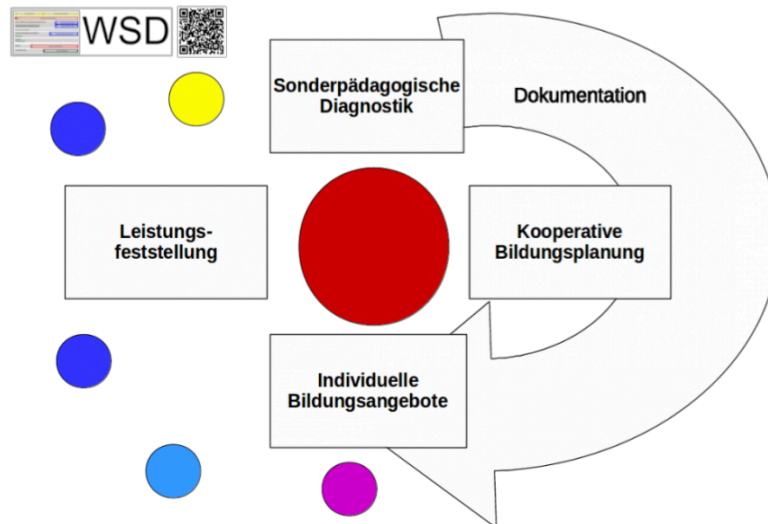 WSD
Sonderpädagogische
Diagnostik
Dokumentation
Leistungs-
feststellung
Kooperative
Bildungsplanung
Individuelle
Bildungsangebote